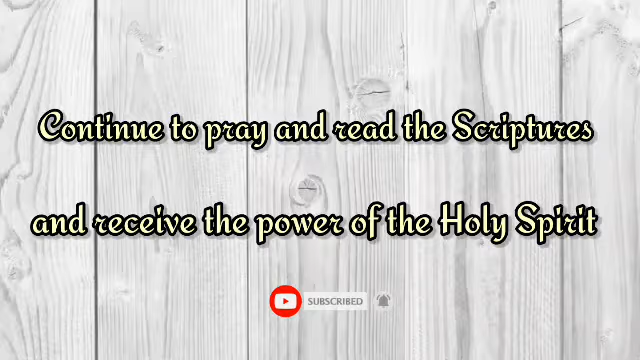 Continue to pray and read the Scriptures
and receive the power of the Holy Spirit
SUBSCRIBED